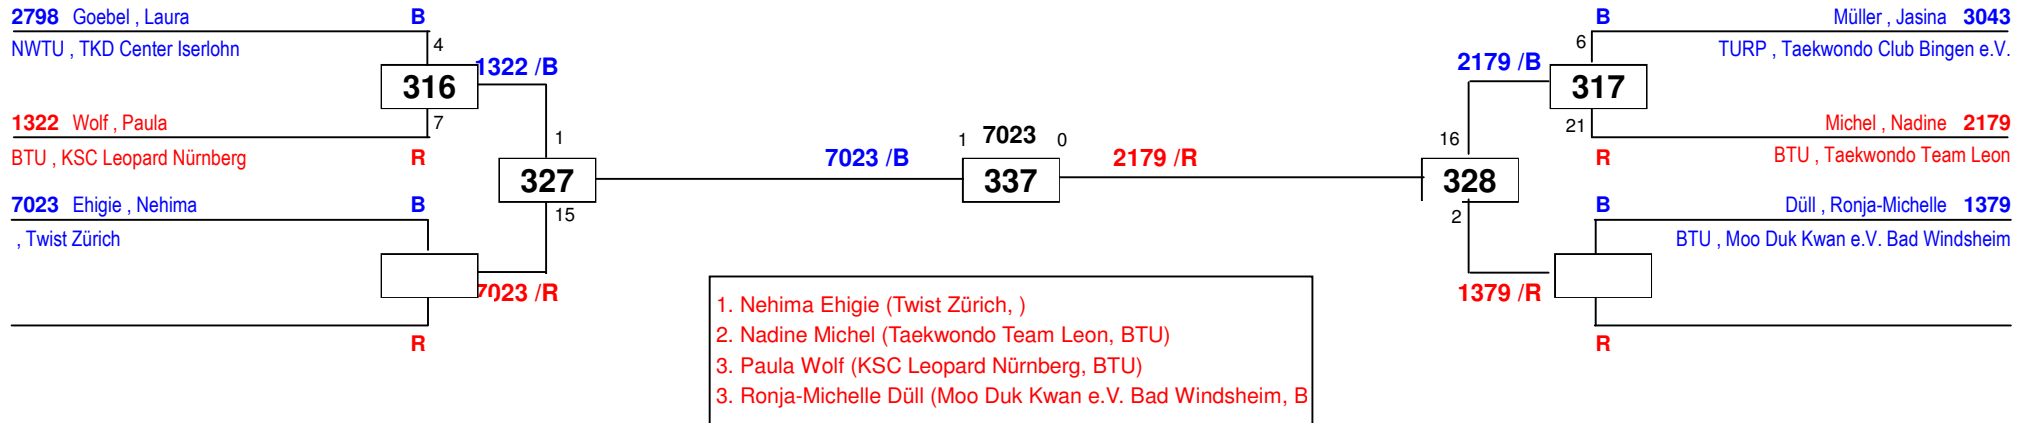 2798 Goebel , Laura B
NWTU , TKD Center Iserlohn
4
316
1322 /B
7
1322 Wolf , Paula
BTU , KSC Leopard Nürnberg R
1
327
15
7023 Ehigie , Nehima B
, Twist Zürich
7023 /R
R
7023 /B
1 7023 0
337
2179 /R
B Müller , Jasina 3043
6
TURP , Taekwondo Club Bingen e.V.
2179 /B
317
21
Michel , Nadine 2179
R BTU , Taekwondo Team Leon
16
328
2
B Düll , Ronja-Michelle 1379
BTU , Moo Duk Kwan e.V. Bad Windsheim
1379 /R
R
1. Nehima Ehigie (Twist Zürich, )
2. Nadine Michel (Taekwondo Team Leon, BTU)
3. Paula Wolf (KSC Leopard Nürnberg, BTU)
3. Ronja-Michelle Düll (Moo Duk Kwan e.V. Bad Windsheim, B